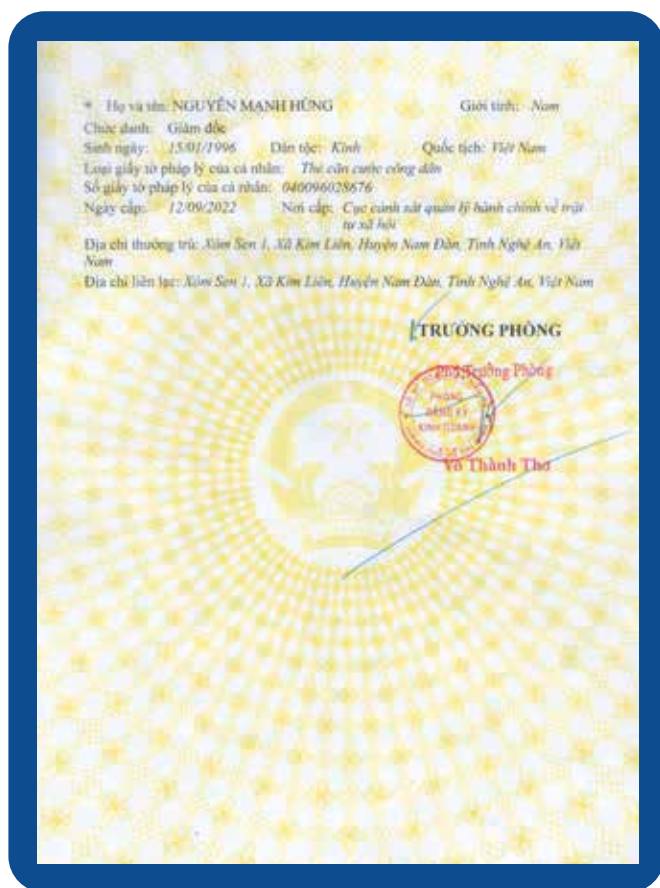 * Họ và tên: NGUYỄN MẠNH HÙNG Giới tính: Nam
Chức danh: Giám đốc
Sinh ngày: 15/01/1996 Dân tộc: Kinh Quốc tịch: Việt Nam
Loại giấy tờ pháp lý của cá nhân: Thẻ căn cước công dân
Số giấy tờ pháp lý của cá nhân: 040096028676
Ngày cấp: 12/09/2022 Nơi cấp: Cục cảnh sát quản lý hành chính về trật
tự xã hội
Địa chỉ thường trú: Xóm Sen 1, Xã Kim Liên, Huyện Nam Đàn, Tỉnh Nghệ An, Việt
Nam
Địa chỉ liên lạc: Xóm Sen 1, Xã Kim Liên, Huyện Nam Đàn, Tỉnh Nghệ An, Việt Nam
TRƯỞNG PHÒNG
Phó Trưởng Phòng
PHÒNG
ĐĂNG KÝ
KINH DOANH
Võ Thành Thơ